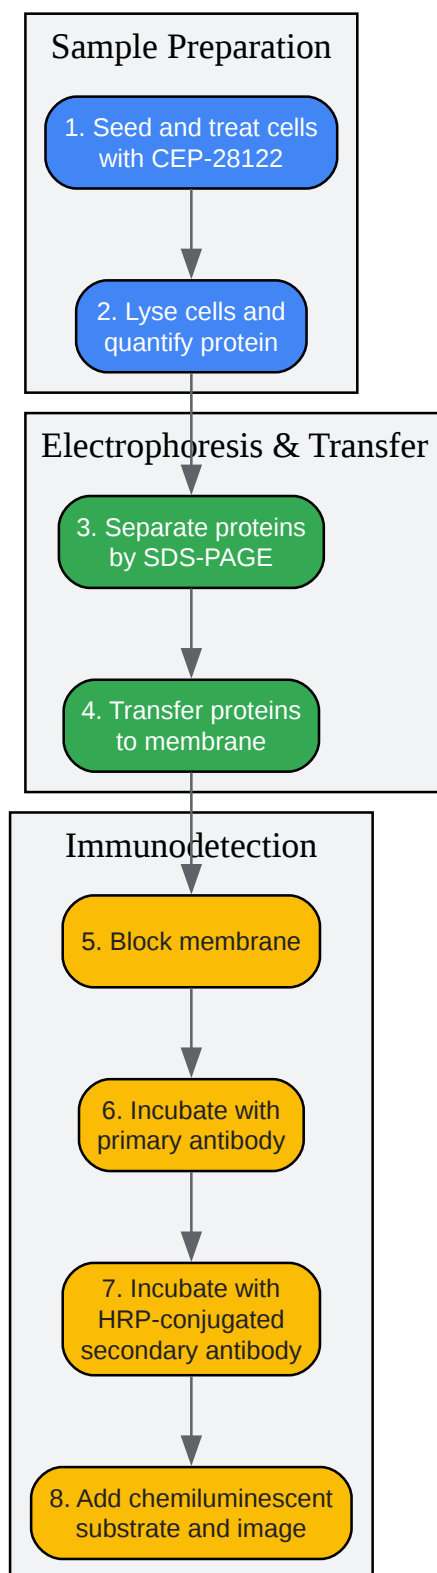 Sample Preparation
1. Seed and treat cells
with CEP-28122
2. Lyse cells and
quantify protein
Electrophoresis & Transfer
3. Separate proteins
by SDS-PAGE
4. Transfer proteins
to membrane
Immunodetection
5. Block membrane
6. Incubate with
primary antibody
7. Incubate with
HRP-conjugated
secondary antibody
8. Add chemiluminescent
substrate and image